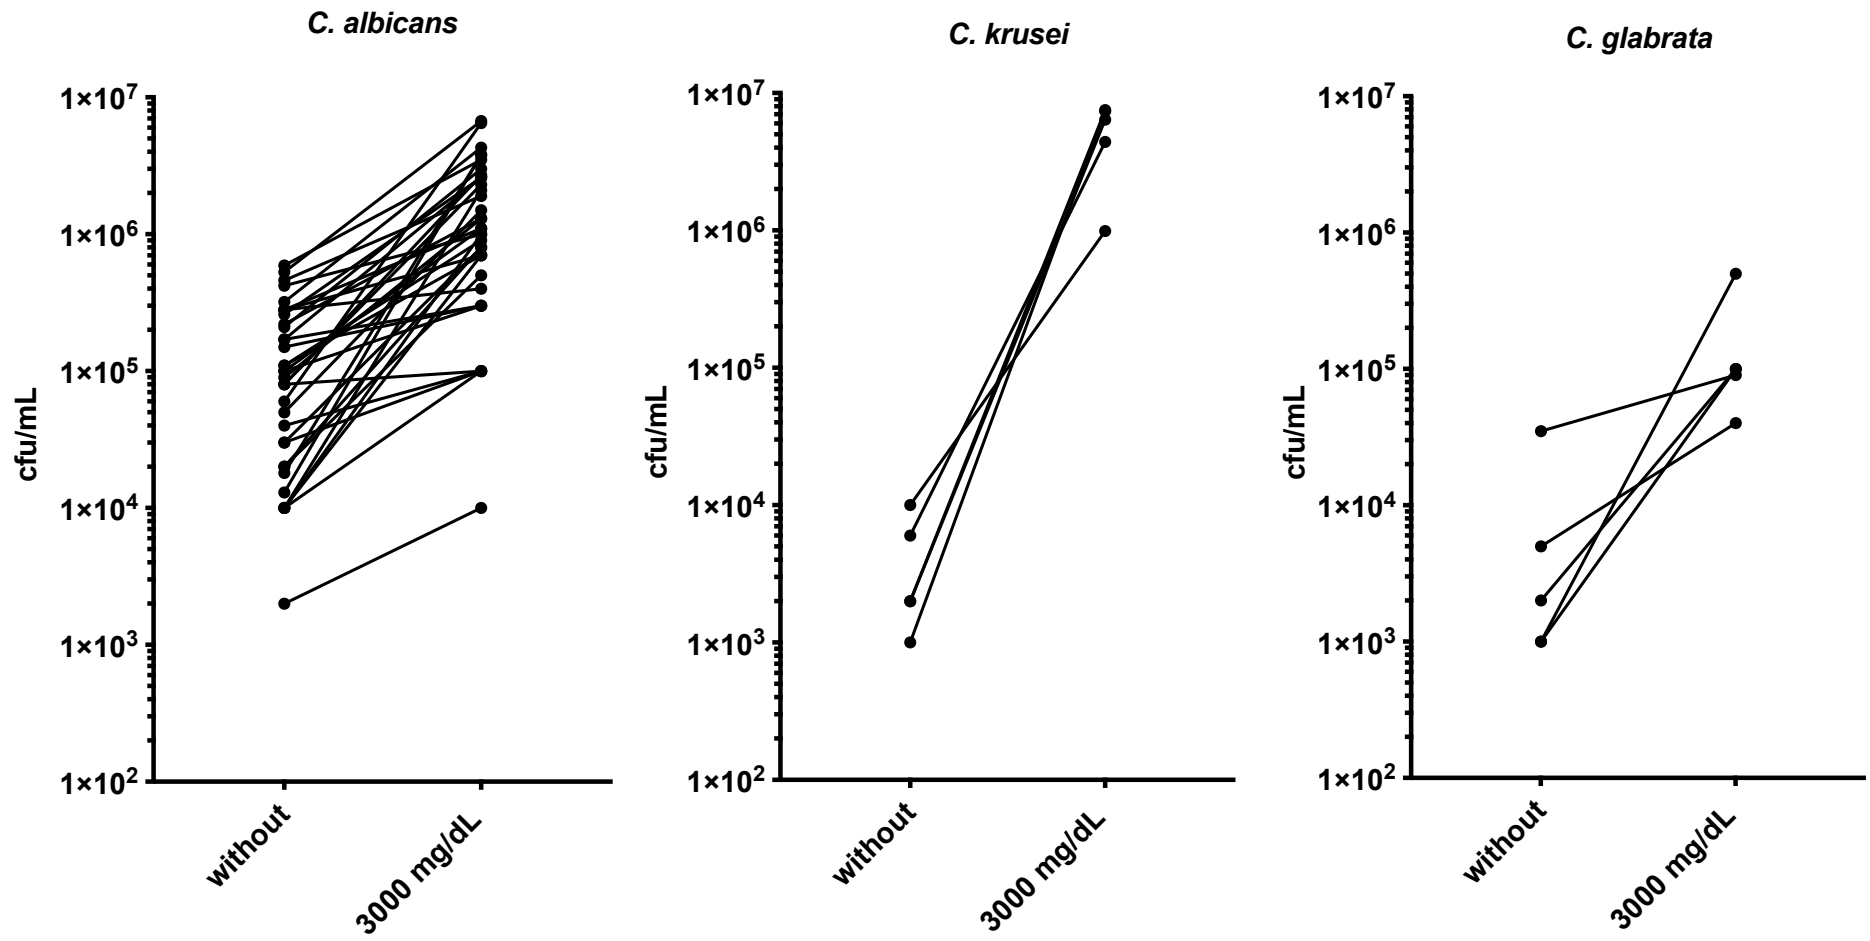 C. albicans
1×10⁷
1×10⁶
1×10⁵
1×10⁴
1×10³
1×10²
cfu/mL
without
3000 mg/dL
C. krusei
1×10⁷
1×10⁶
1×10⁵
1×10⁴
1×10³
1×10²
cfu/mL
without
3000 mg/dL
C. glabrata
1×10⁷
1×10⁶
1×10⁵
1×10⁴
1×10³
1×10²
cfu/mL
without
3000 mg/dL